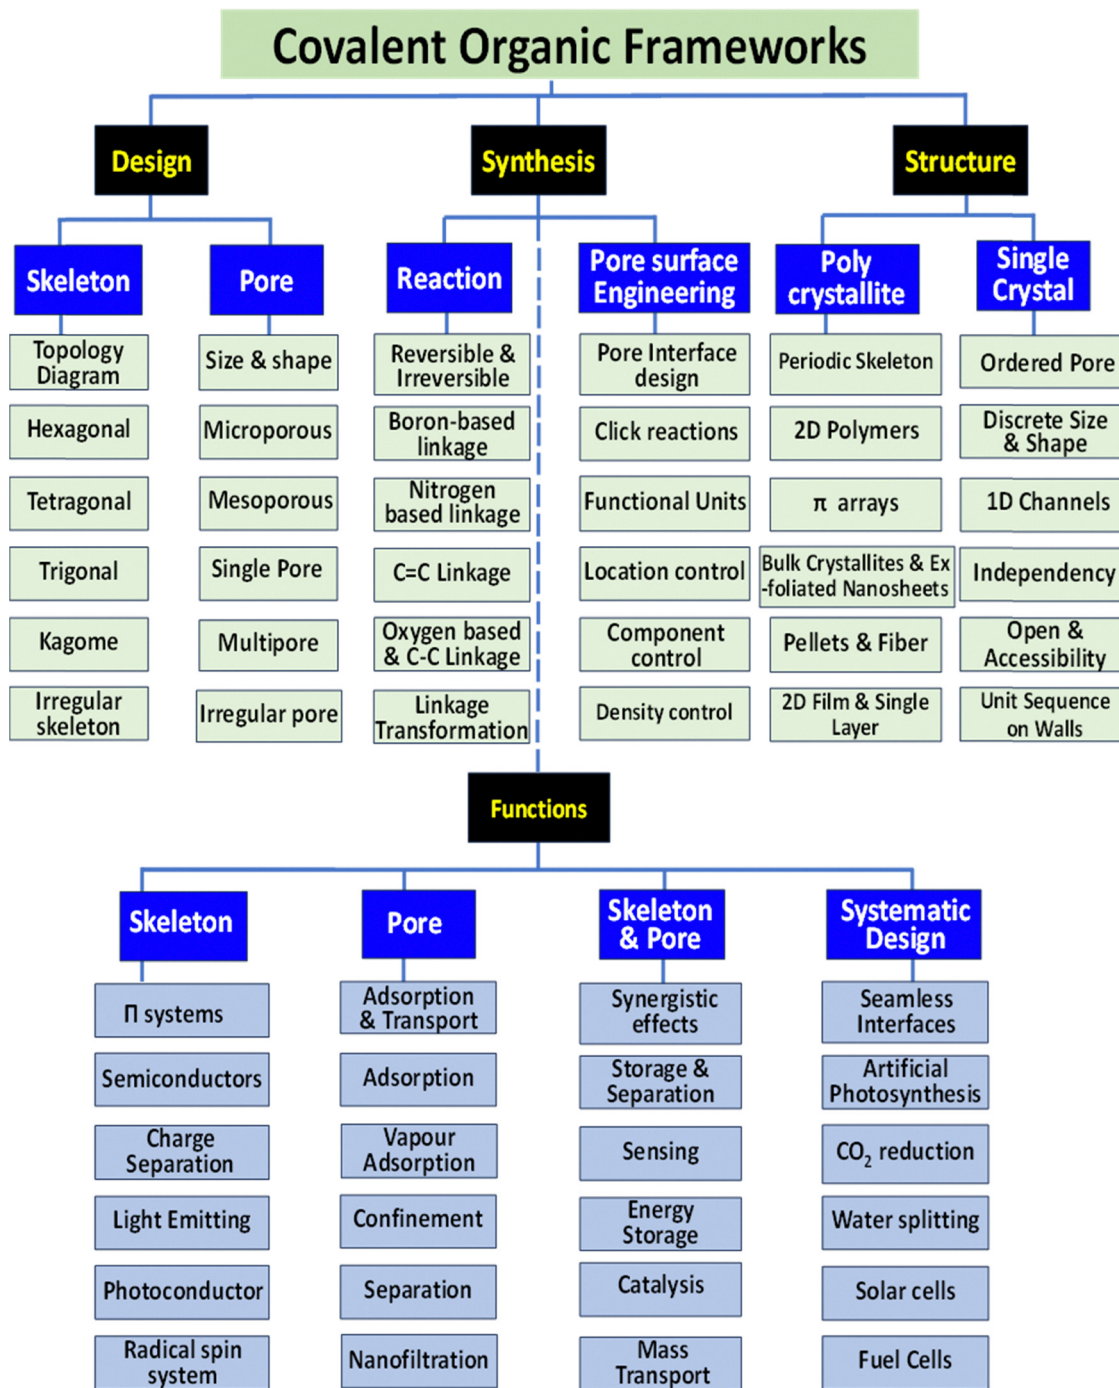 Covalent Organic Frameworks
Design
Synthesis
Structure
Skeleton
Pore
Reaction
Pore surface
Engineering
Poly
crystallite
Single
Crystal
Topology
Diagram
Hexagonal
Tetragonal
Trigonal
Kagome
Irregular
skeleton
Size & shape
Microporous
Mesoporous
Single Pore
Multipore
Irregular pore
Reversible &
Irreversible
Boron-based
linkage
Nitrogen
based linkage
C=C Linkage
Oxygen based
& C-C Linkage
Linkage
Transformation
Pore Interface
design
Click reactions
Functional Units
Location control
Component
control
Density control
Periodic Skeleton
2D Polymers
π arrays
Bulk Crystallites & Ex
-foliated Nanosheets
Pellets & Fiber
2D Film & Single
Layer
Ordered Pore
Discrete Size
& Shape
1D Channels
Independency
Open &
Accessibility
Unit Sequence
on Walls
Functions
Skeleton
Pore
Skeleton
& Pore
Systematic
Design
Π systems
Semiconductors
Charge
Separation
Light Emitting
Photoconductor
Radical spin
system
Adsorption
& Transport
Adsorption
Vapour
Adsorption
Confinement
Separation
Nanofiltration
Synergistic
effects
Storage &
Separation
Sensing
Energy
Storage
Catalysis
Mass
Transport
Seamless
Interfaces
Artificial
Photosynthesis
CO₂ reduction
Water splitting
Solar cells
Fuel Cells